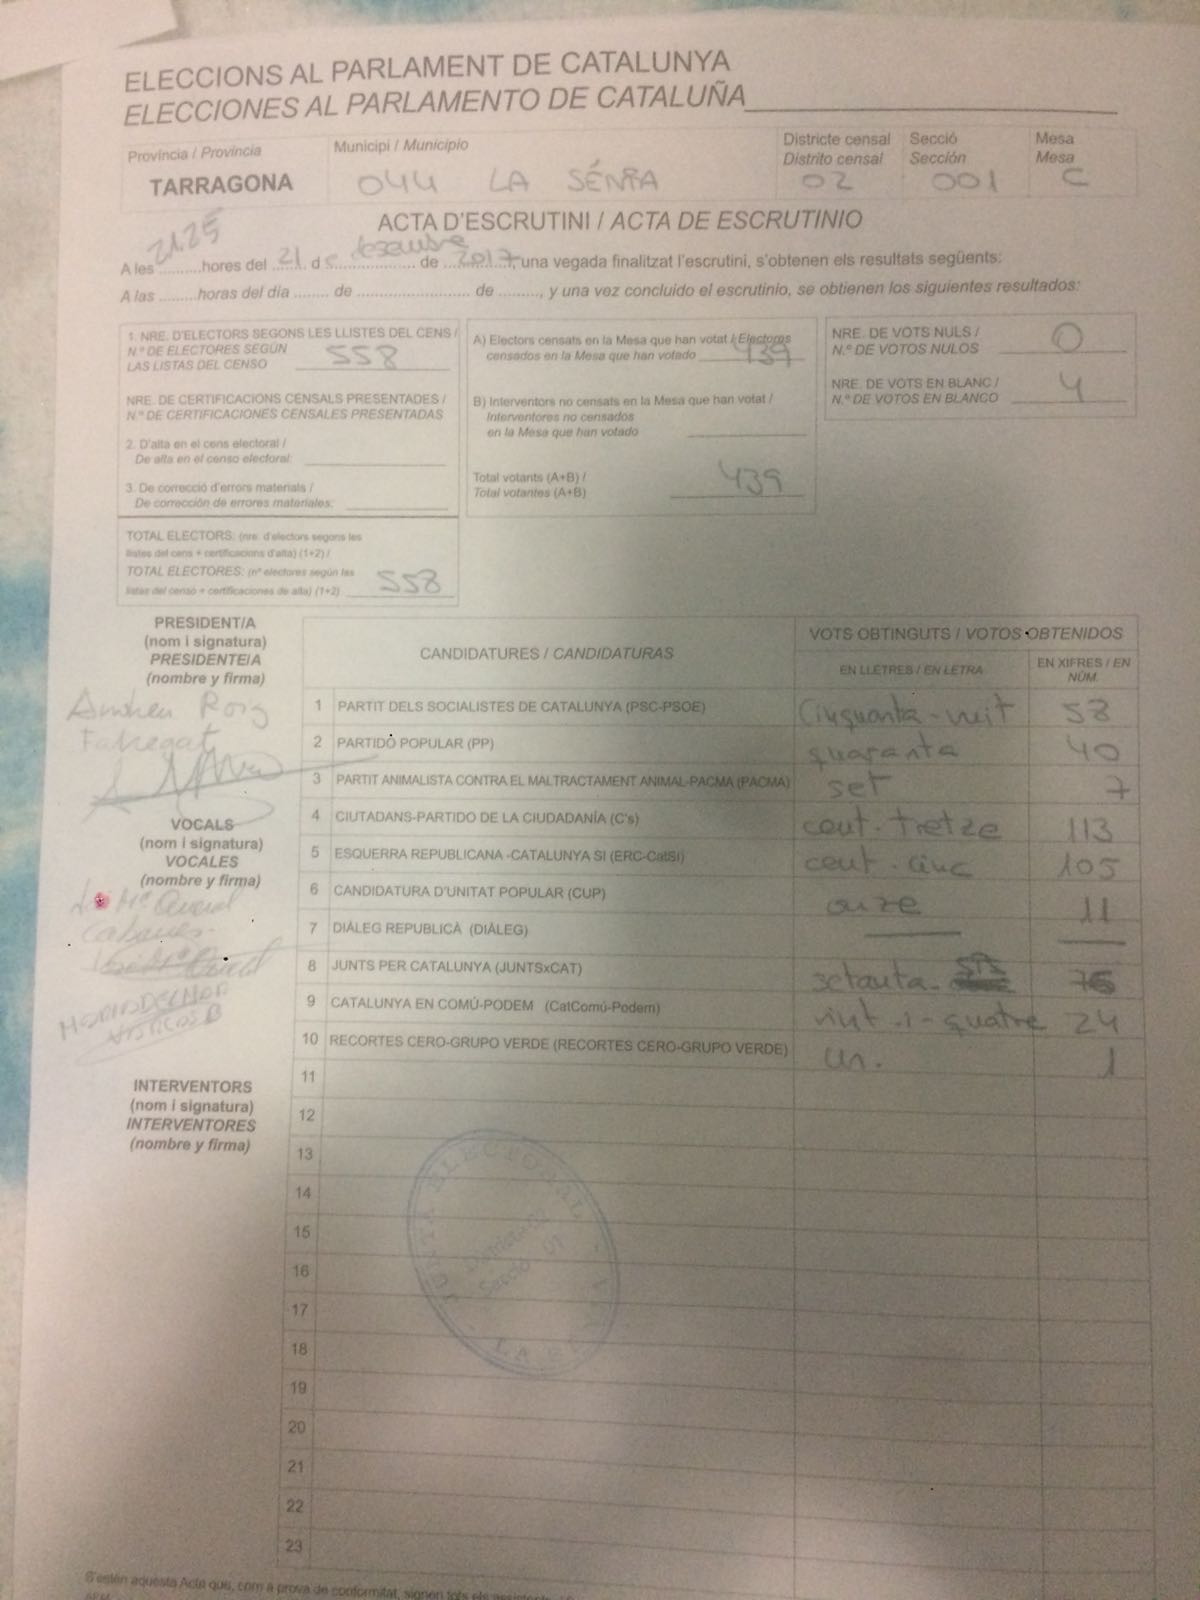 ELECCIONS AL PARLAMENT DE CATALUNYA
ELECCIONES AL PARLAMENTO DE CATALUÑA
Província / Provincia
TARRAGONA
Municipi / Municipio
044 LA SÉNIA
Districte censal
Distrito censal
02
Secció
Sección
001
Mesa
Mesa
C
ACTA D'ESCRUTINI / ACTA DE ESCRUTINIO
A les 21.25 hores del 21 de desembre de 2017, una vegada finalitzat l'escrutini, s'obtenen els resultats següents:
A las .........horas del día ........ de ........................ de ........., y una vez concluido el escrutinio, se obtienen los siguientes resultados:
1. NRE. D'ELECTORS SEGONS LES LLISTES DEL CENS /
N.º DE ELECTORES SEGÚN
LAS LISTAS DEL CENSO 558
NRE. DE CERTIFICACIONS CENSALS PRESENTADES /
N.º DE CERTIFICACIONES CENSALES PRESENTADAS
2. D'alta en el cens electoral /
De alta en el censo electoral:
3. De correcció d'errors materials /
De corrección de errores materiales:
TOTAL ELECTORS: (nre. d'electors segons les
llistes del cens + certificacions d'alta) (1+2) /
TOTAL ELECTORES: (nº electores según las
listas del censo + certificaciones de alta) (1+2) 558
A) Electors censats en la Mesa que han votat / Electores
censados en la Mesa que han votado 439
B) Interventors no censats en la Mesa que han votat /
Interventores no censados
en la Mesa que han votado
Total votants (A+B) /
Total votantes (A+B) 439
NRE. DE VOTS NULS /
N.º DE VOTOS NULOS 0
NRE. DE VOTS EN BLANC /
N.º DE VOTOS EN BLANCO 4
PRESIDENT/A
(nom i signatura)
PRESIDENTE/A
(nombre y firma)
Roig
VOCALS
(nom i signatura)
VOCALES
(nombre y firma)
INTERVENTORS
(nom i signatura)
INTERVENTORES
(nombre y firma)
CANDIDATURES / CANDIDATURAS
VOTS OBTINGUTS / VOTOS OBTENIDOS
EN LLETRES / EN LETRA
EN XIFRES / EN NÚM.
1 PARTIT DELS SOCIALISTES DE CATALUNYA (PSC-PSOE) Cinquanta-vuit 58
2 PARTIDO POPULAR (PP) quaranta 40
3 PARTIT ANIMALISTA CONTRA EL MALTRACTAMENT ANIMAL-PACMA (PACMA) set 7
4 CIUTADANS-PARTIDO DE LA CIUDADANÍA (C's) cent-tretze 113
5 ESQUERRA REPUBLICANA -CATALUNYA SI (ERC-CatSI) cent-cinc 105
6 CANDIDATURA D'UNITAT POPULAR (CUP) onze 11
7 DIÀLEG REPUBLICÀ (DIÀLEG)
8 JUNTS PER CATALUNYA (JUNTSxCAT) setanta-sis 76
9 CATALUNYA EN COMÚ-PODEM (CatComú-Podem) vint-i-quatre 24
10 RECORTES CERO-GRUPO VERDE (RECORTES CERO-GRUPO VERDE) un. 1
11
12
13
14
15
16
17
18
19
20
21
22
23
JUNTA ELECTORAL
Districte 02
Secció 01
S'estén aquesta Acta que, com a prova de conformitat, signen tots els